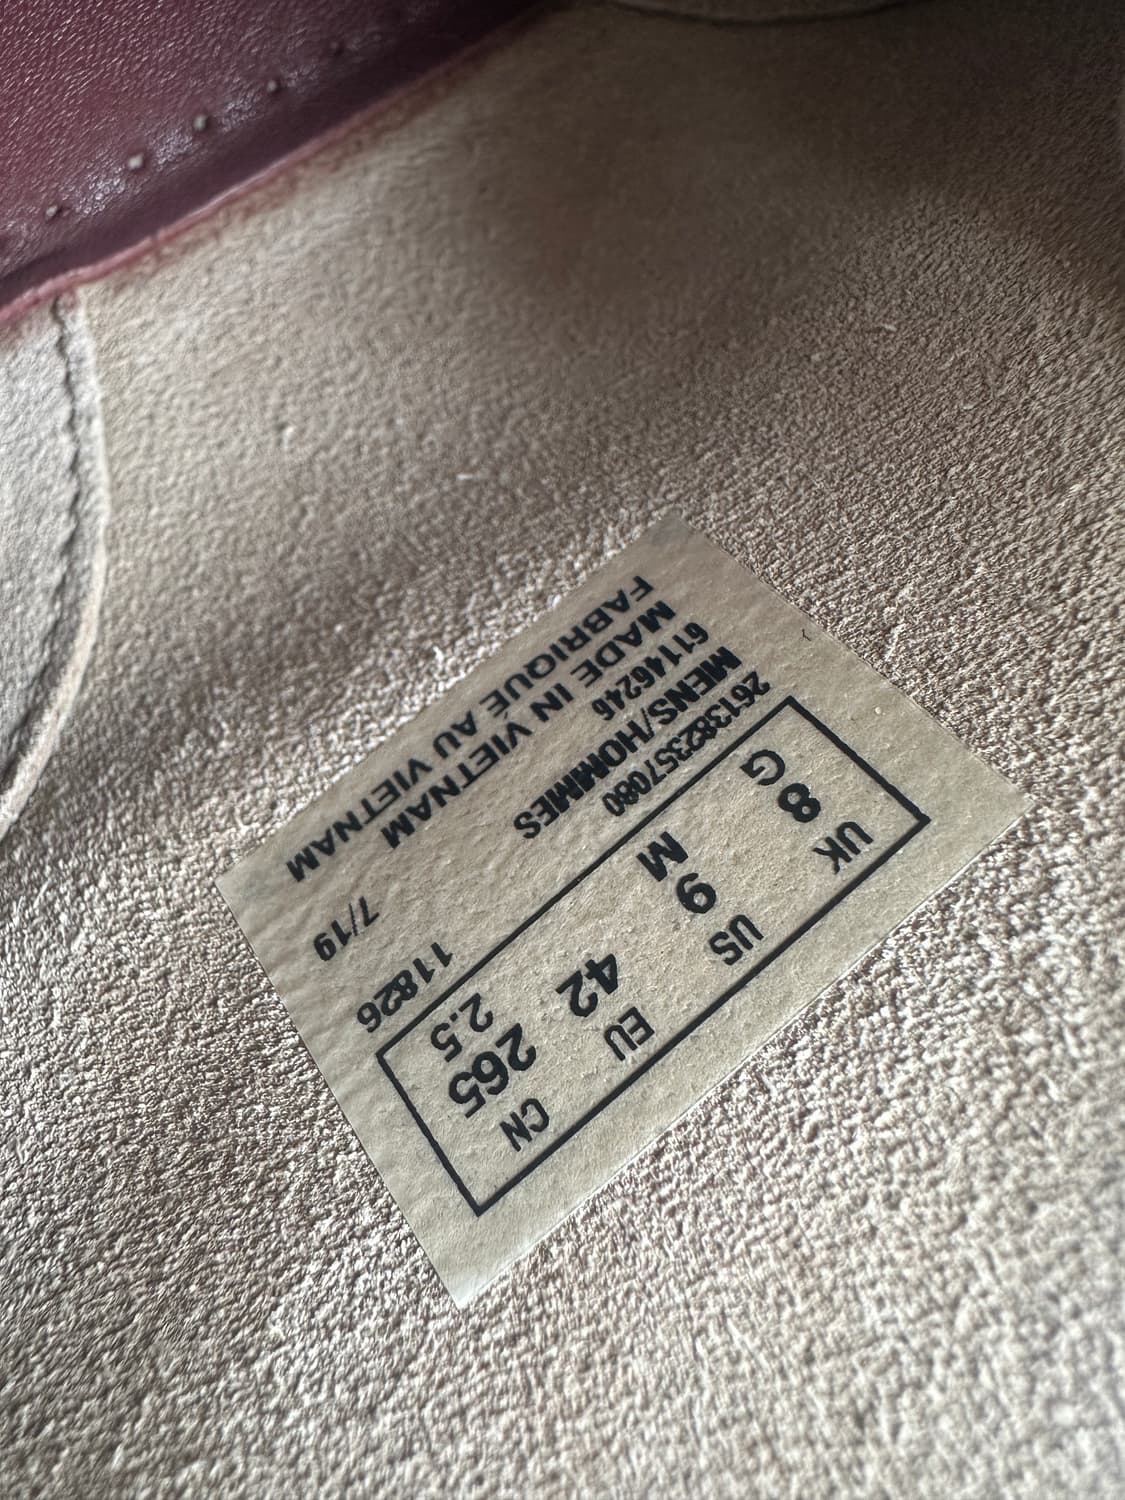 UK US EU CN
8 9 42 265
G M 2.5
261382357080 11826
MENS/HOMMES
61146246 7/19
MADE IN VIETNAM
FABRIQUÉ AU VIETNAM